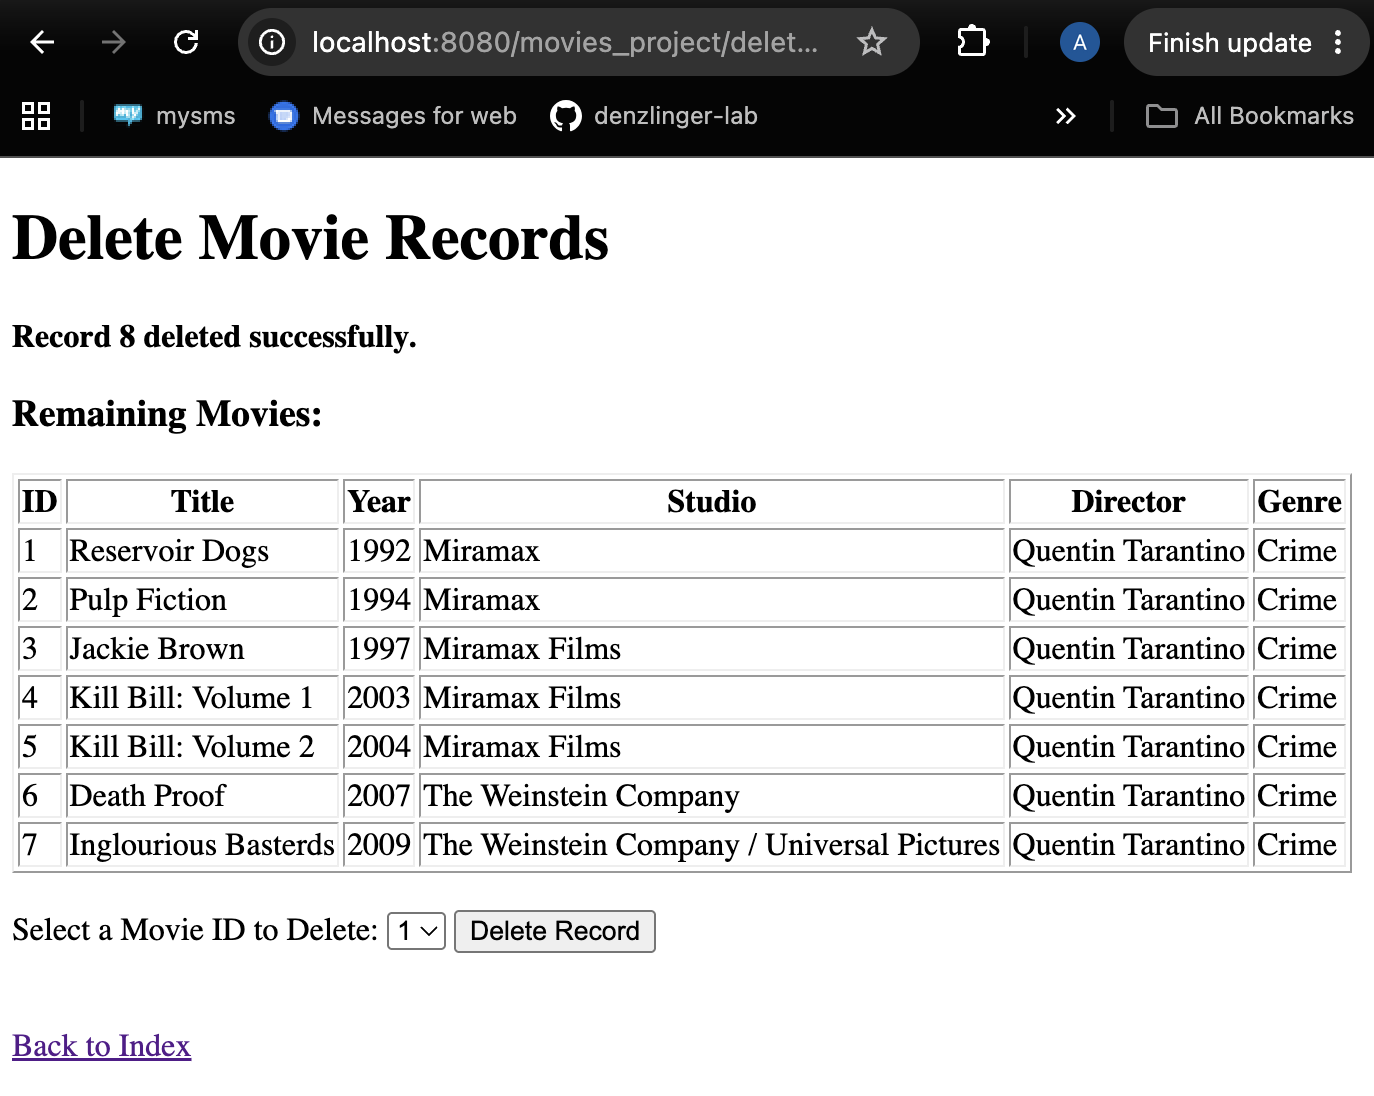 localhost:8080/movies_project/delet...
A
Finish update
mysms
Messages for web
denzlinger-lab
All Bookmarks
Delete Movie Records
Record 8 deleted successfully.
Remaining Movies:
ID Title Year Studio Director Genre
1 Reservoir Dogs 1992 Miramax Quentin Tarantino Crime
2 Pulp Fiction 1994 Miramax Quentin Tarantino Crime
3 Jackie Brown 1997 Miramax Films Quentin Tarantino Crime
4 Kill Bill: Volume 1 2003 Miramax Films Quentin Tarantino Crime
5 Kill Bill: Volume 2 2004 Miramax Films Quentin Tarantino Crime
6 Death Proof 2007 The Weinstein Company Quentin Tarantino Crime
7 Inglourious Basterds 2009 The Weinstein Company / Universal Pictures Quentin Tarantino Crime
Select a Movie ID to Delete: 1 Delete Record
Back to Index